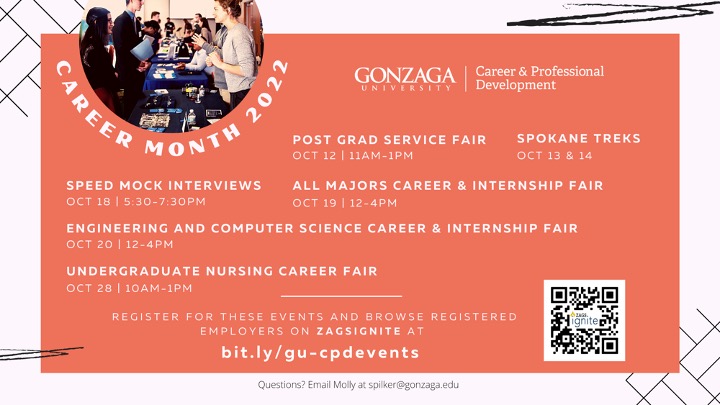 CAREER MONTH 2022
GONZAGA
UNIVERSITY
Career & Professional
Development
POST GRAD SERVICE FAIR
OCT 12 | 11AM-1PM
SPOKANE TREKS
OCT 13 & 14
SPEED MOCK INTERVIEWS
OCT 18 | 5:30-7:30PM
ALL MAJORS CAREER & INTERNSHIP FAIR
OCT 19 | 12-4PM
ENGINEERING AND COMPUTER SCIENCE CAREER & INTERNSHIP FAIR
OCT 20 | 12-4PM
UNDERGRADUATE NURSING CAREER FAIR
OCT 28 | 10AM-1PM
REGISTER FOR THESE EVENTS AND BROWSE REGISTERED
EMPLOYERS ON ZAGSIGNITE AT
bit.ly/gu-cpdevents
ZAGS
ignite
Questions? Email Molly at spilker@gonzaga.edu